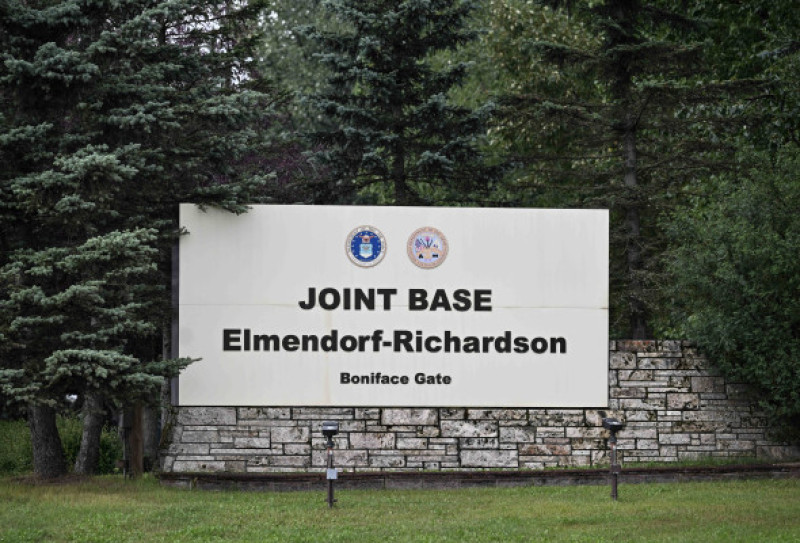 JOINT BASE
Elmendorf-Richardson
Boniface Gate